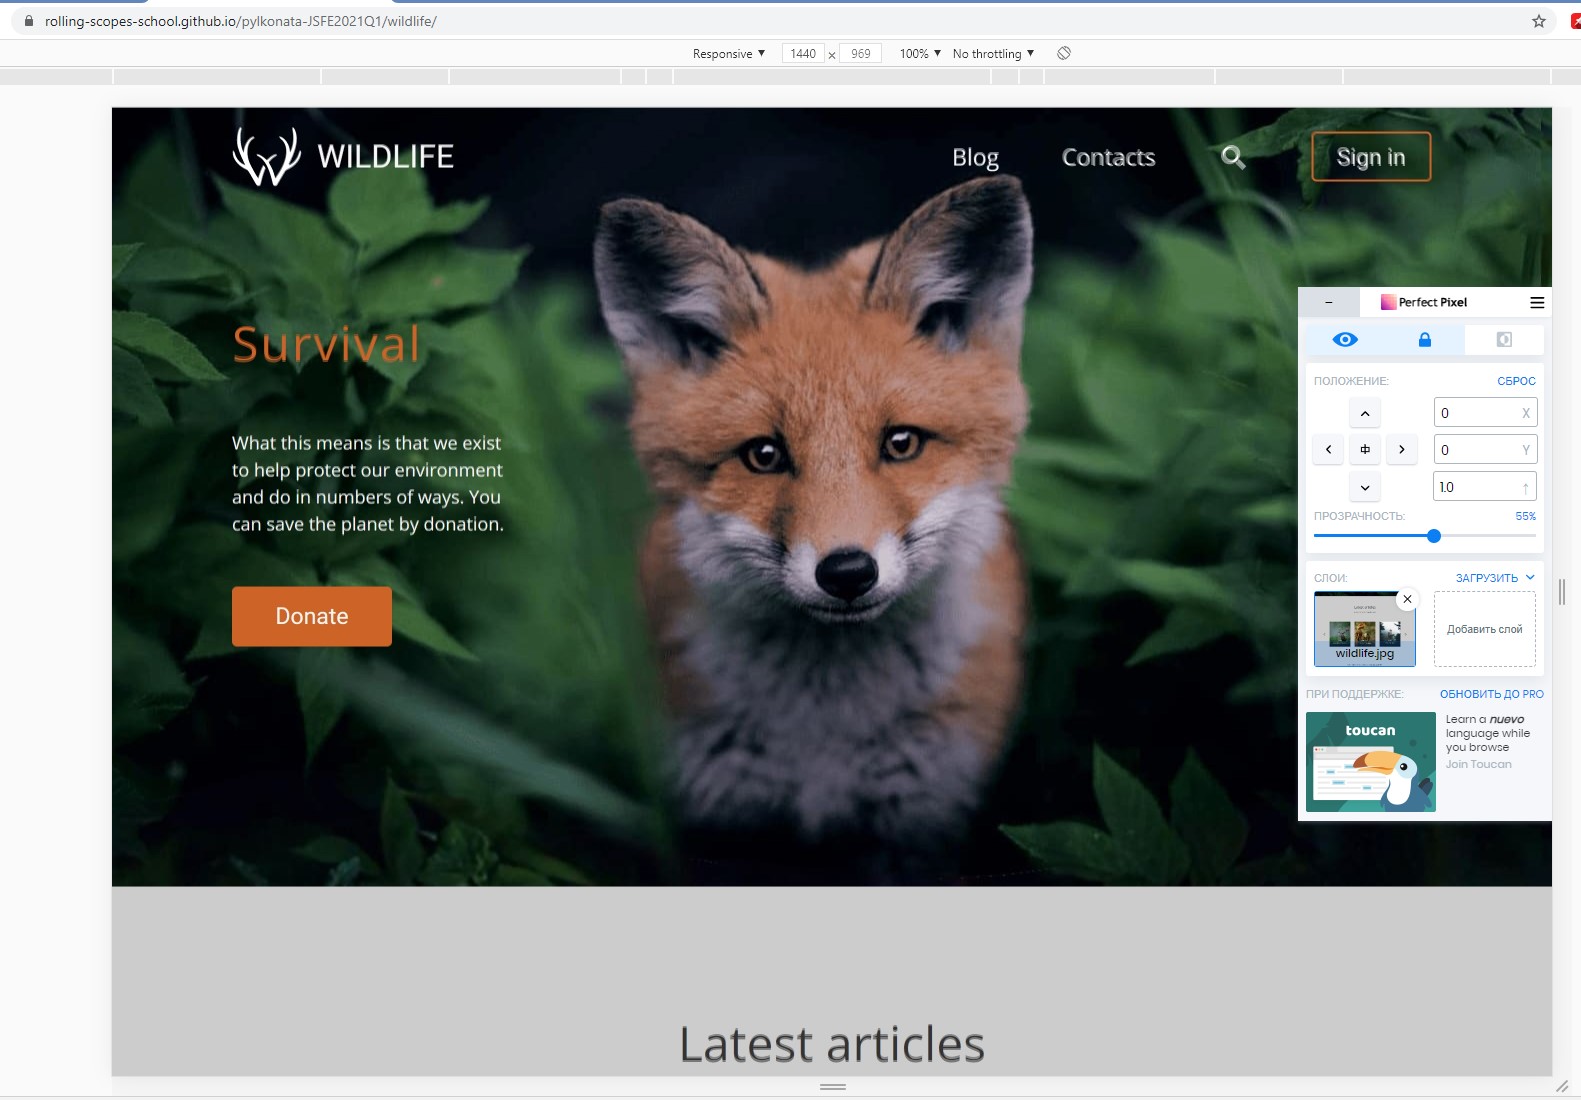 rolling-scopes-school.github.io/pylkonata-JSFE2021Q1/wildlife/
Responsive ▼ 1440 x 969 100% ▼ No throttling ▼
WILDLIFE
Blog
Contacts
Sign in
Survival
What this means is that we exist
to help protect our environment
and do in numbers of ways. You
can save the planet by donation.
Donate
Perfect Pixel
ПОЛОЖЕНИЕ:
СБРОС
0 X
0 Y
1.0 ↑
ПРОЗРАЧНОСТЬ:
55%
СЛОИ:
ЗАГРУЗИТЬ
wildlife.jpg
Добавить слой
ПРИ ПОДДЕРЖКЕ:
ОБНОВИТЬ ДО PRO
toucan
Learn a nuevo
language while
you browse
Join Toucan
Latest articles